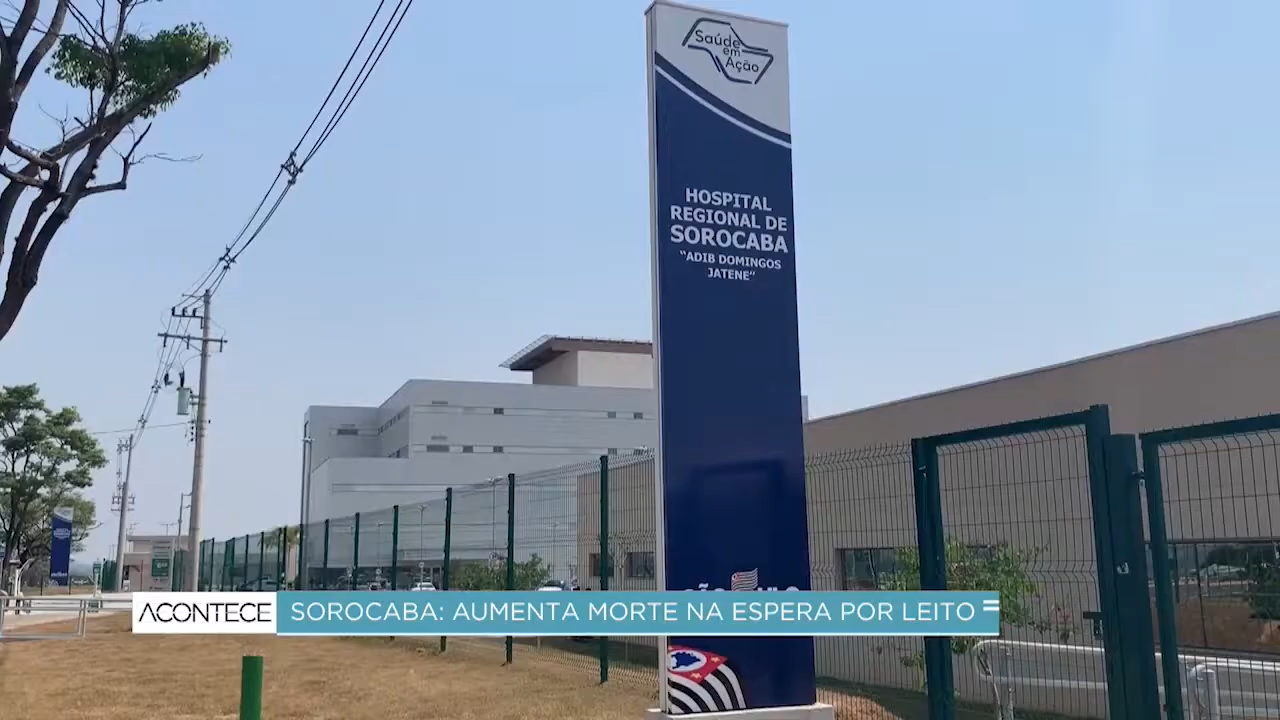 Saúde
em
Ação
HOSPITAL
REGIONAL DE
SOROCABA
“ADIB DOMINGOS
JATENE”
ACONTECE
SOROCABA: AUMENTA MORTE NA ESPERA POR LEITO